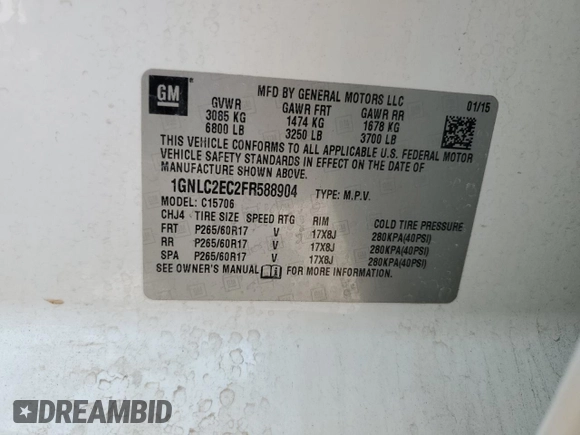 GM
MFD BY GENERAL MOTORS LLC 01/15
GVWR GAWR FRT GAWR RR
3085 KG 1474 KG 1678 KG
6800 LB 3250 LB 3700 LB
THIS VEHICLE CONFORMS TO ALL APPLICABLE U.S. FEDERAL MOTOR
VEHICLE SAFETY STANDARDS IN EFFECT ON THE DATE OF
MANUFACTURE SHOWN ABOVE.
1GNLC2EC2FR588904 TYPE: M.P.V.
MODEL: C15706
CHJ4 TIRE SIZE SPEED RTG RIM COLD TIRE PRESSURE
FRT P265/60R17 V 17X8J 280KPA(40PSI)
RR P265/60R17 V 17X8J 280KPA(40PSI)
SPA P265/60R17 V 17X8J 280KPA(40PSI)
SEE OWNER'S MANUAL FOR MORE INFORMATION
DREAMBID